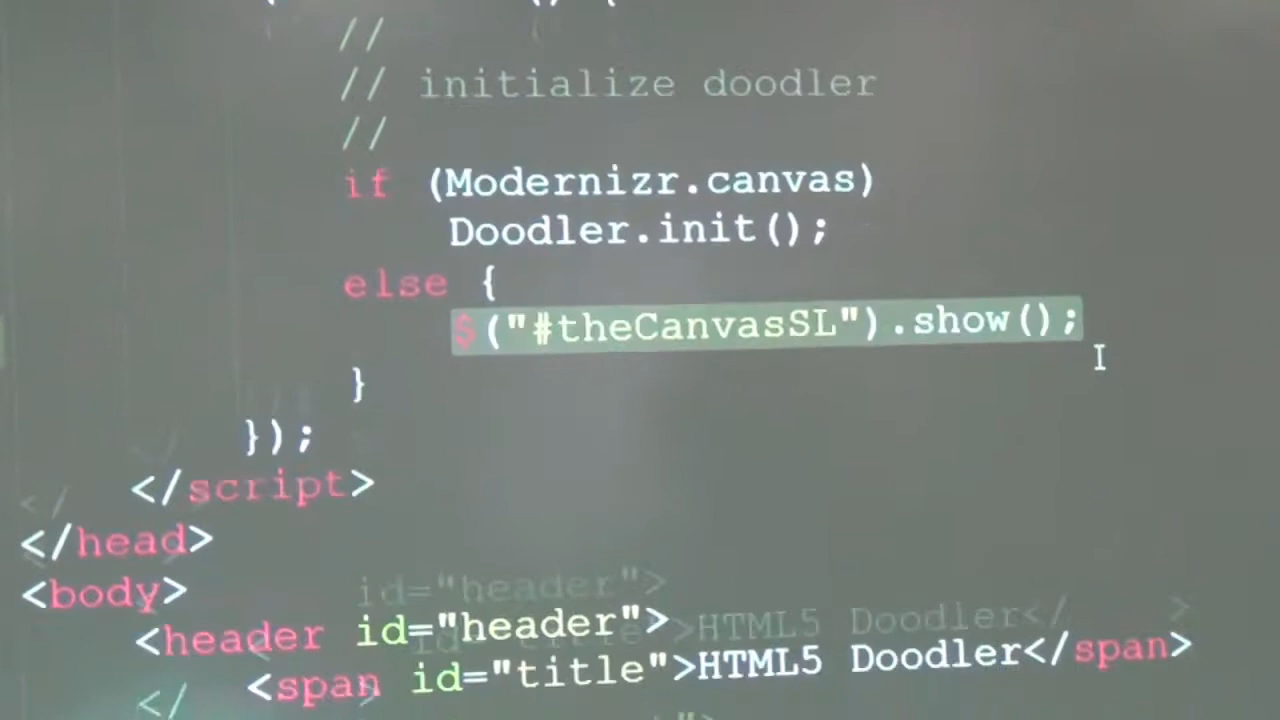 () {
//
// initialize doodler
//
if (Modernizr.canvas)
Doodler.init();
else {
$("#theCanvasSL").show();
}
});
</script>
</head>
<body>
<header id="header">
<span id="title">HTML5 Doodler</span>
</